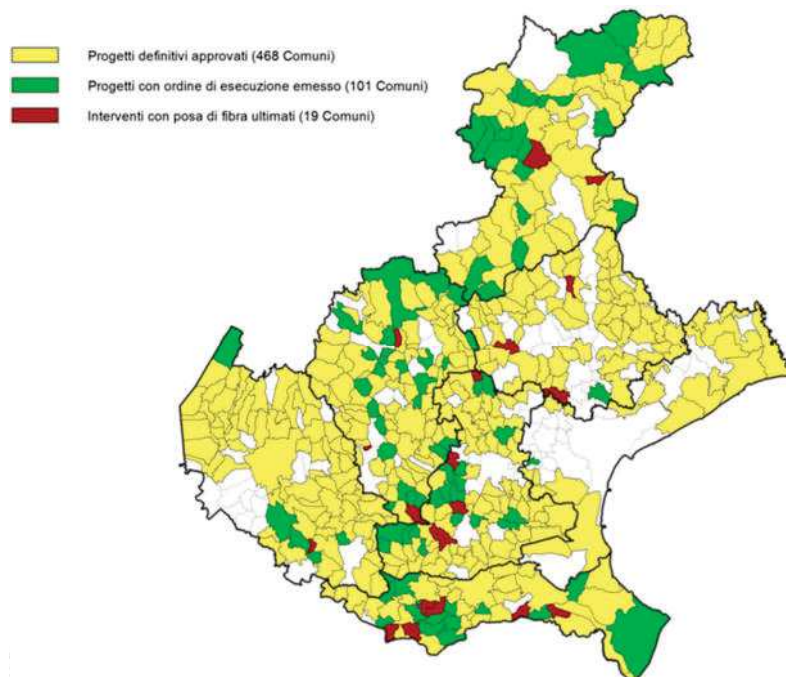 Progetti definitivi approvati (468 Comuni)
Progetti con ordine di esecuzione emesso (101 Comuni)
Interventi con posa di fibra ultimati (19 Comuni)